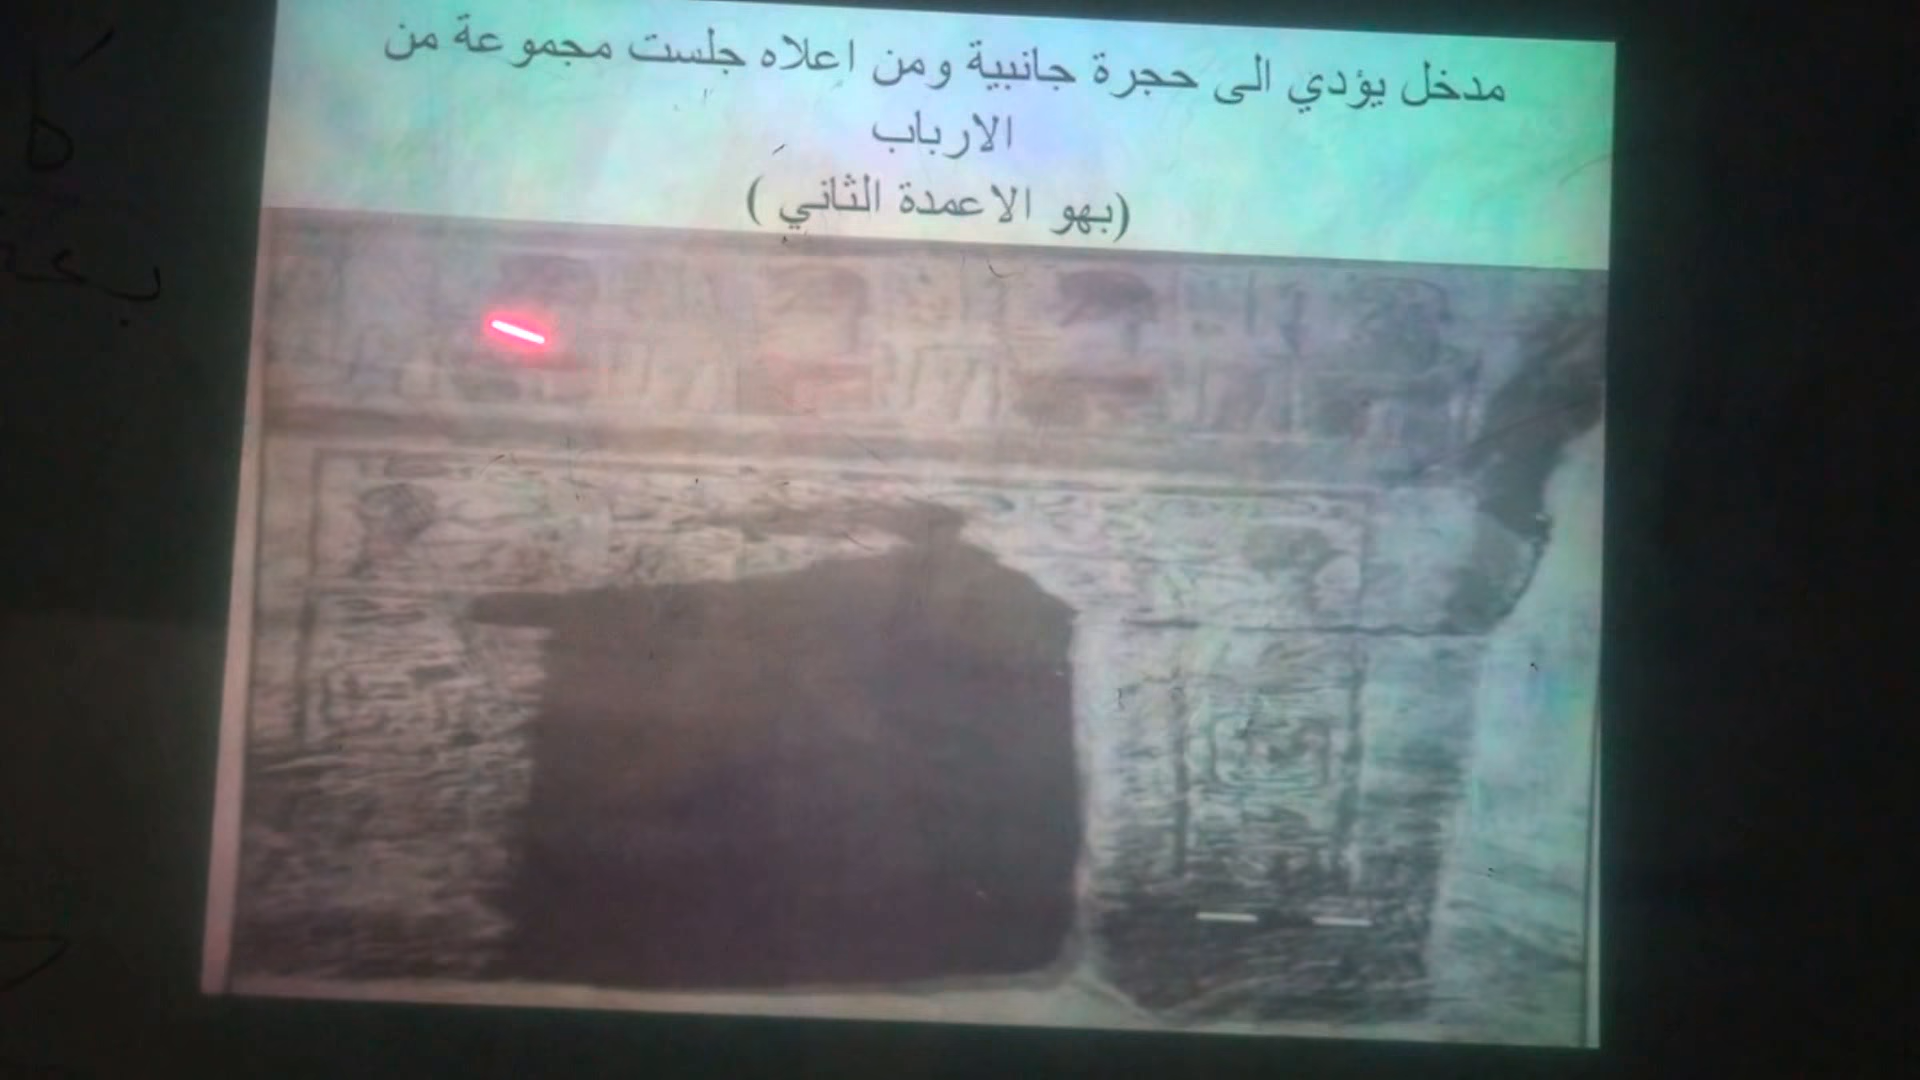 مدخل يؤدي الى حجرة جانبية ومن اعلاه جلست مجموعة من
الارباب
(بهو الاعمدة الثاني )